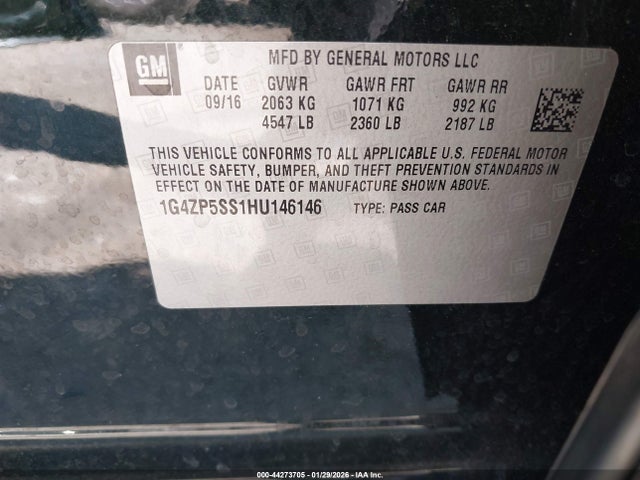 GM
MFD BY GENERAL MOTORS LLC
DATE GVWR GAWR FRT GAWR RR
09/16 2063 KG 1071 KG 992 KG
4547 LB 2360 LB 2187 LB
THIS VEHICLE CONFORMS TO ALL APPLICABLE U.S. FEDERAL MOTOR
VEHICLE SAFETY, BUMPER, AND THEFT PREVENTION STANDARDS IN
EFFECT ON THE DATE OF MANUFACTURE SHOWN ABOVE.
1G4ZP5SS1HU146146 TYPE: PASS CAR
000-44273705 - 01/29/2026 - IAA Inc.